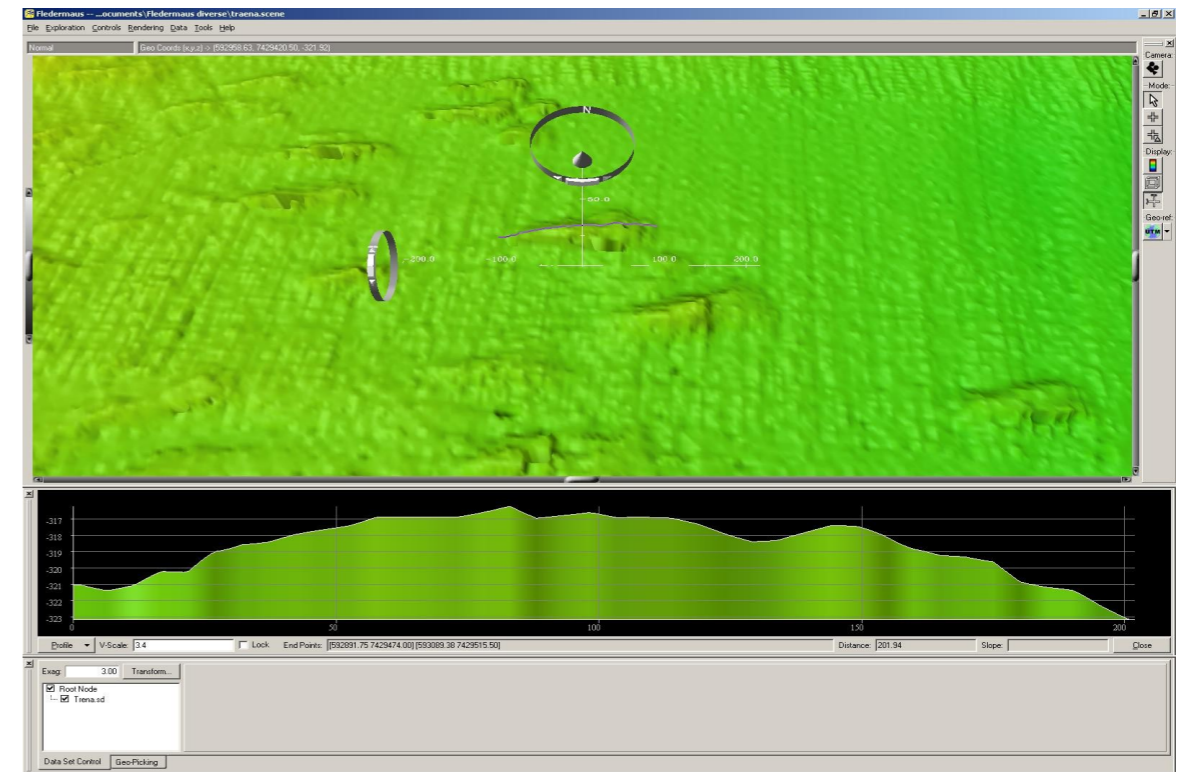 Fledermaus -- ...ocuments\Fledermaus diverse\traena.scene
File Exploration Controls Rendering Data Tools Help
Normal Geo Coords (x,y,z) -> (592958.63, 7429420.50, -321.92)
Camera:
Mode:
Display:
Geo-ref:
UTM
N
50.0
-200.0 -100.0 100.0 200.0
-317
-318
-319
-320
-321
-322
-323
0 50 100 150 200
Profile V-Scale: 3.4 Lock End Points: [592891.75 7429474.00] [593089.38 7429515.50] Distance: 201.94 Slope: Close
Exag: 3.00 Transform...
Root Node
Trena.sd
Data Set Control Geo-Picking